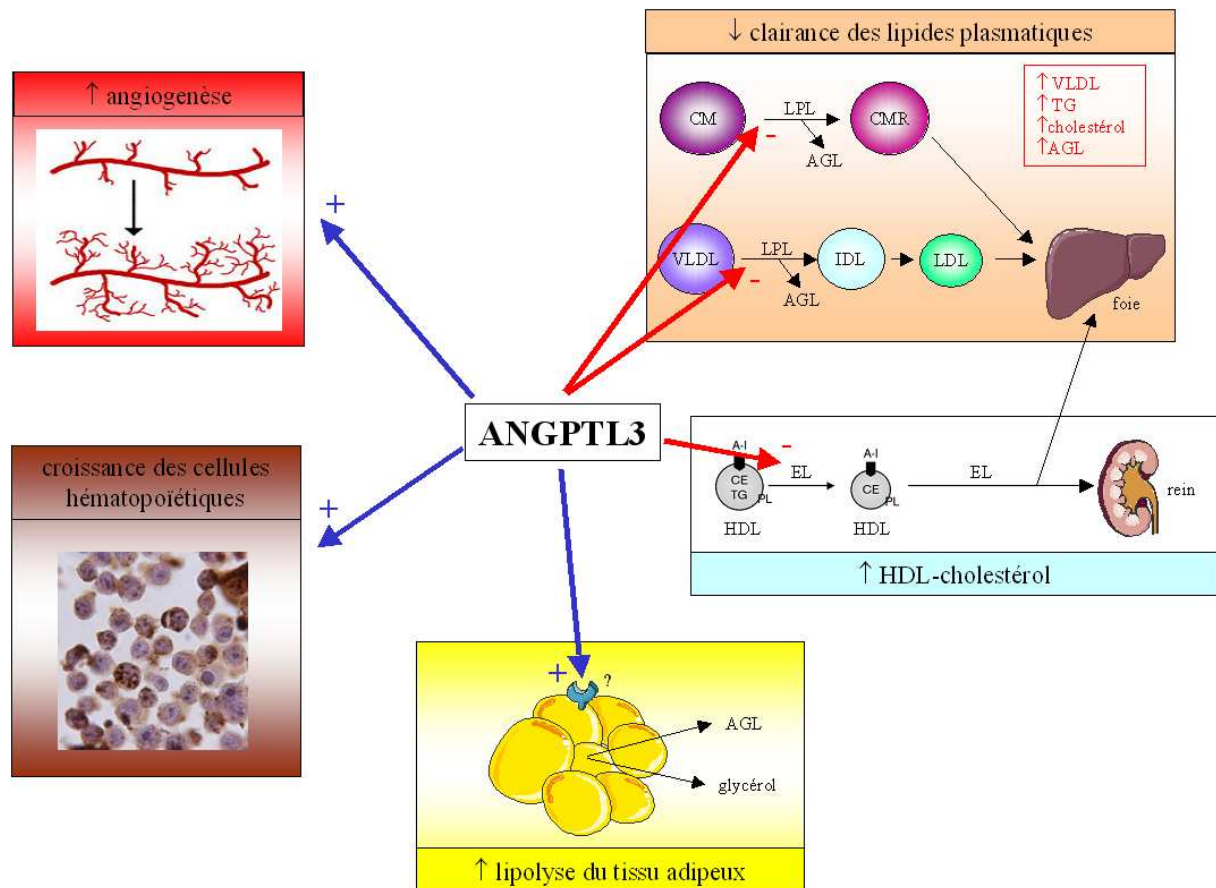 ↑ angiogenèse
+
↓ clairance des lipides plasmatiques
↑ VLDL
↑ TG
↑cholestérol
↑AGL
CM
LPL
CMR
-
AGL
VLDL
LPL
IDL
LDL
-
AGL
foie
ANGPTL3
croissance des cellules
hématopoïétiques
+
-
A-I
CE
TG
PL
HDL
EL
A-I
CE
PL
HDL
EL
rein
↑ HDL-cholestérol
+
?
AGL
glycérol
↑ lipolyse du tissu adipeux